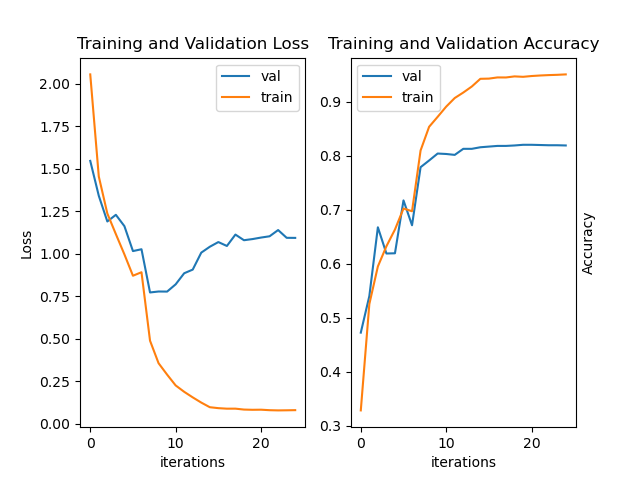 Training and Validation Loss
val
train
Loss
2.00
1.75
1.50
1.25
1.00
0.75
0.50
0.25
0.00
0
10
20
iterations
Training and Validation Accuracy
val
train
0.9
0.8
0.7
0.6
0.5
0.4
0.3
0
10
20
iterations
Accuracy